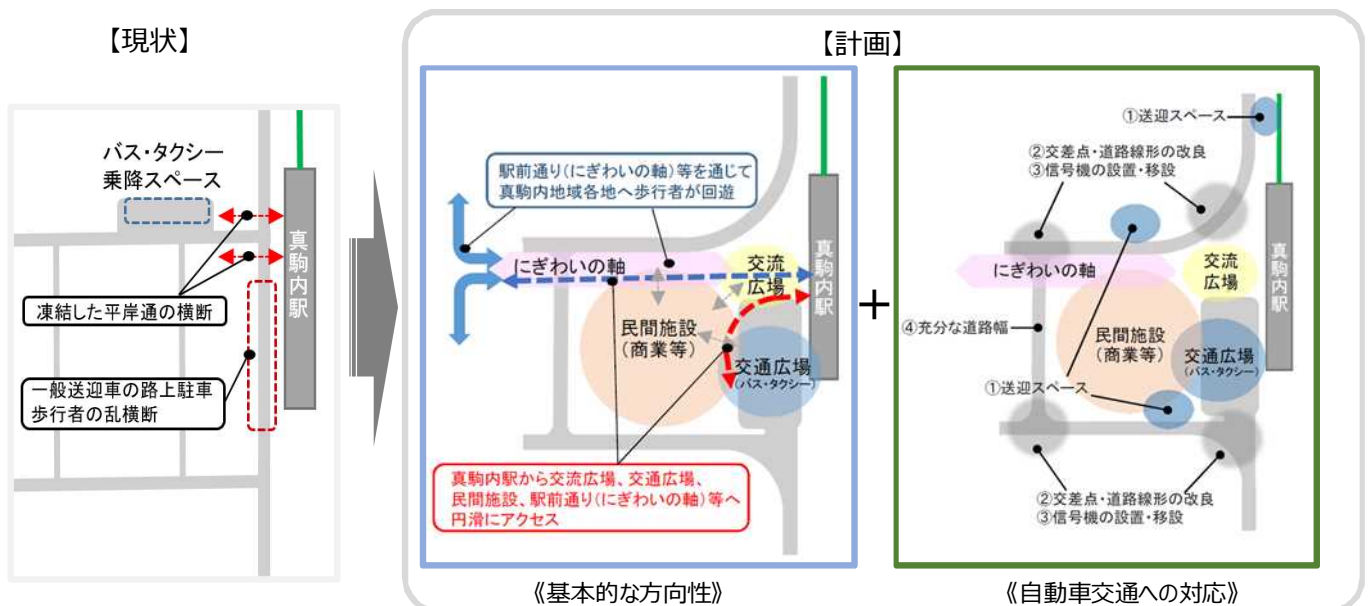 【現状】
バス・タクシー
乗降スペース
真駒内駅
凍結した平岸通の横断
一般送迎車の路上駐車
歩行者の乱横断
【計画】
駅前通り(にぎわいの軸)等を通じて
真駒内地域各地へ歩行者が回遊
にぎわいの軸
交流
広場
真駒内駅
民間施設
(商業等)
交通広場
(バス・タクシー)
真駒内駅から交流広場、交通広場、
民間施設、駅前通り(にぎわいの軸)等へ
円滑にアクセス
《基本的な方向性》
+
①送迎スペース
②交差点・道路線形の改良
③信号機の設置・移設
にぎわいの軸
交流
広場
真駒内駅
④充分な道路幅
民間施設
(商業等)
交通広場
(バス・タクシー)
①送迎スペース
②交差点・道路線形の改良
③信号機の設置・移設
《自動車交通への対応》